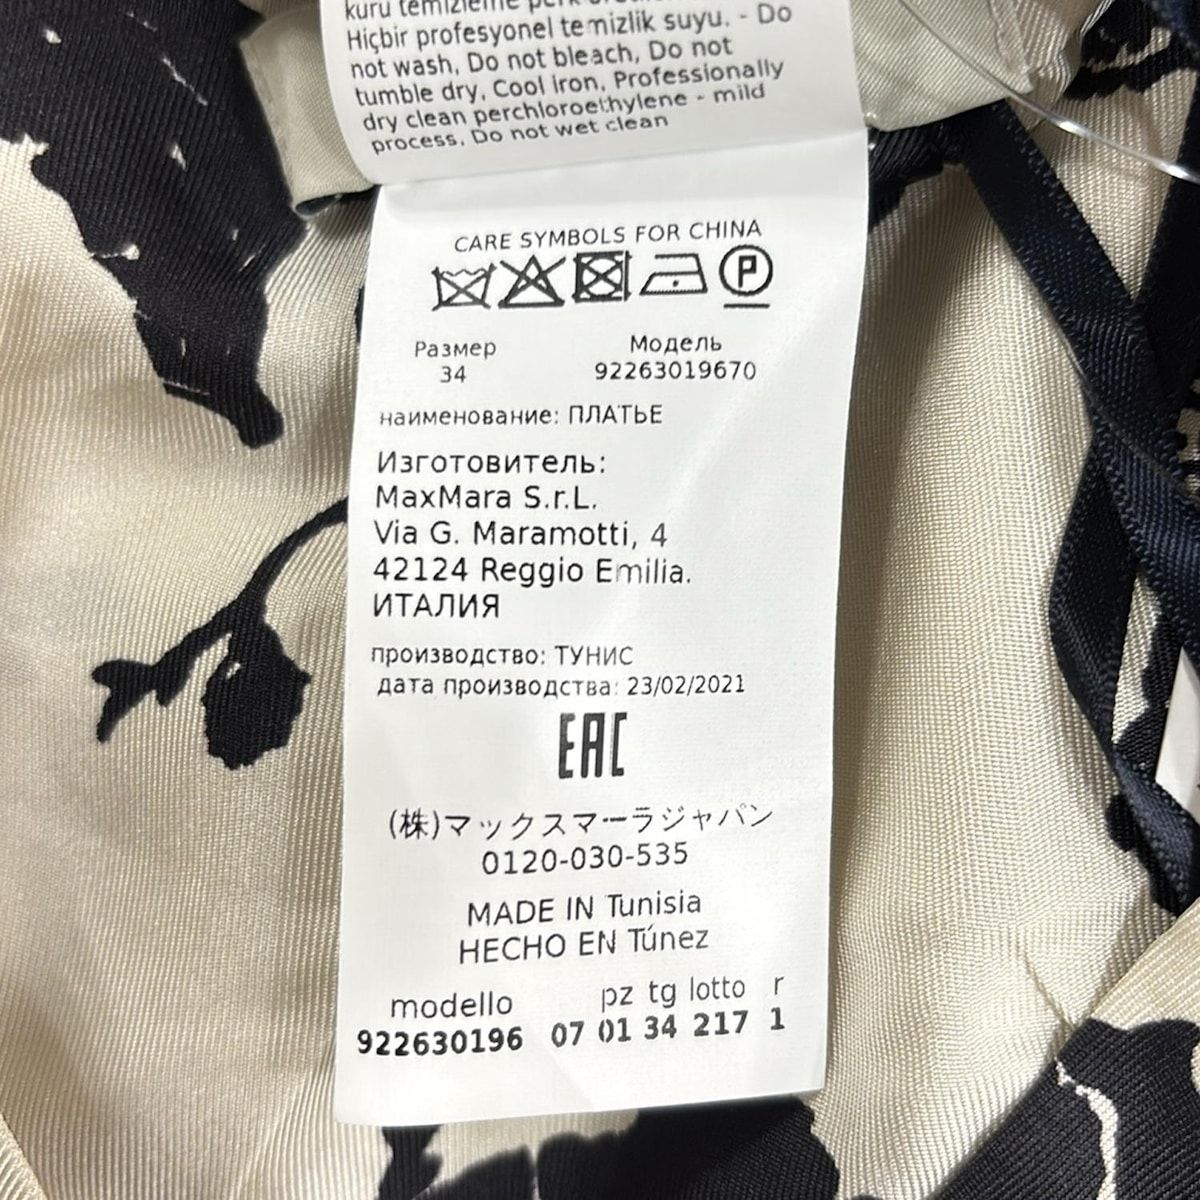 kuru temizleme
Hiçbir profesyonel temizlik suyu. - Do
not wash, Do not bleach, Do not
tumble dry, Cool iron, Professionally
dry clean perchloroethylene - mild
process, Do not wet clean
CARE SYMBOLS FOR CHINA
P
Размер Модель
34 92263019670
наименование: ПЛАТЬЕ
Изготовитель:
MaxMara S.r.L.
Via G. Maramotti, 4
42124 Reggio Emilia.
ИТАЛИЯ
производство: ТУНИС
дата производства: 23/02/2021
EAC
(株)マックスマーラジャパン
0120-030-535
MADE IN Tunisia
HECHO EN Túnez
modello pz tg lotto r
922630196 07 01 34 217 1